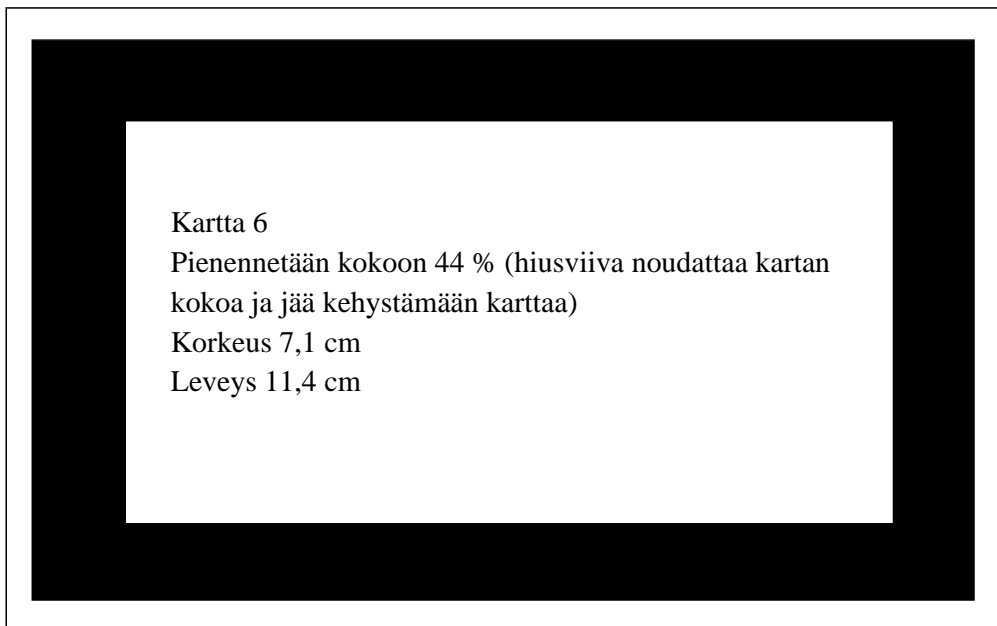 Kartta 6
Pienennetään kokoon 44 % (hiusviiva noudattaa kartan
kokoa ja jää kehystämään karttaa)
Korkeus 7,1 cm
Leveys 11,4 cm